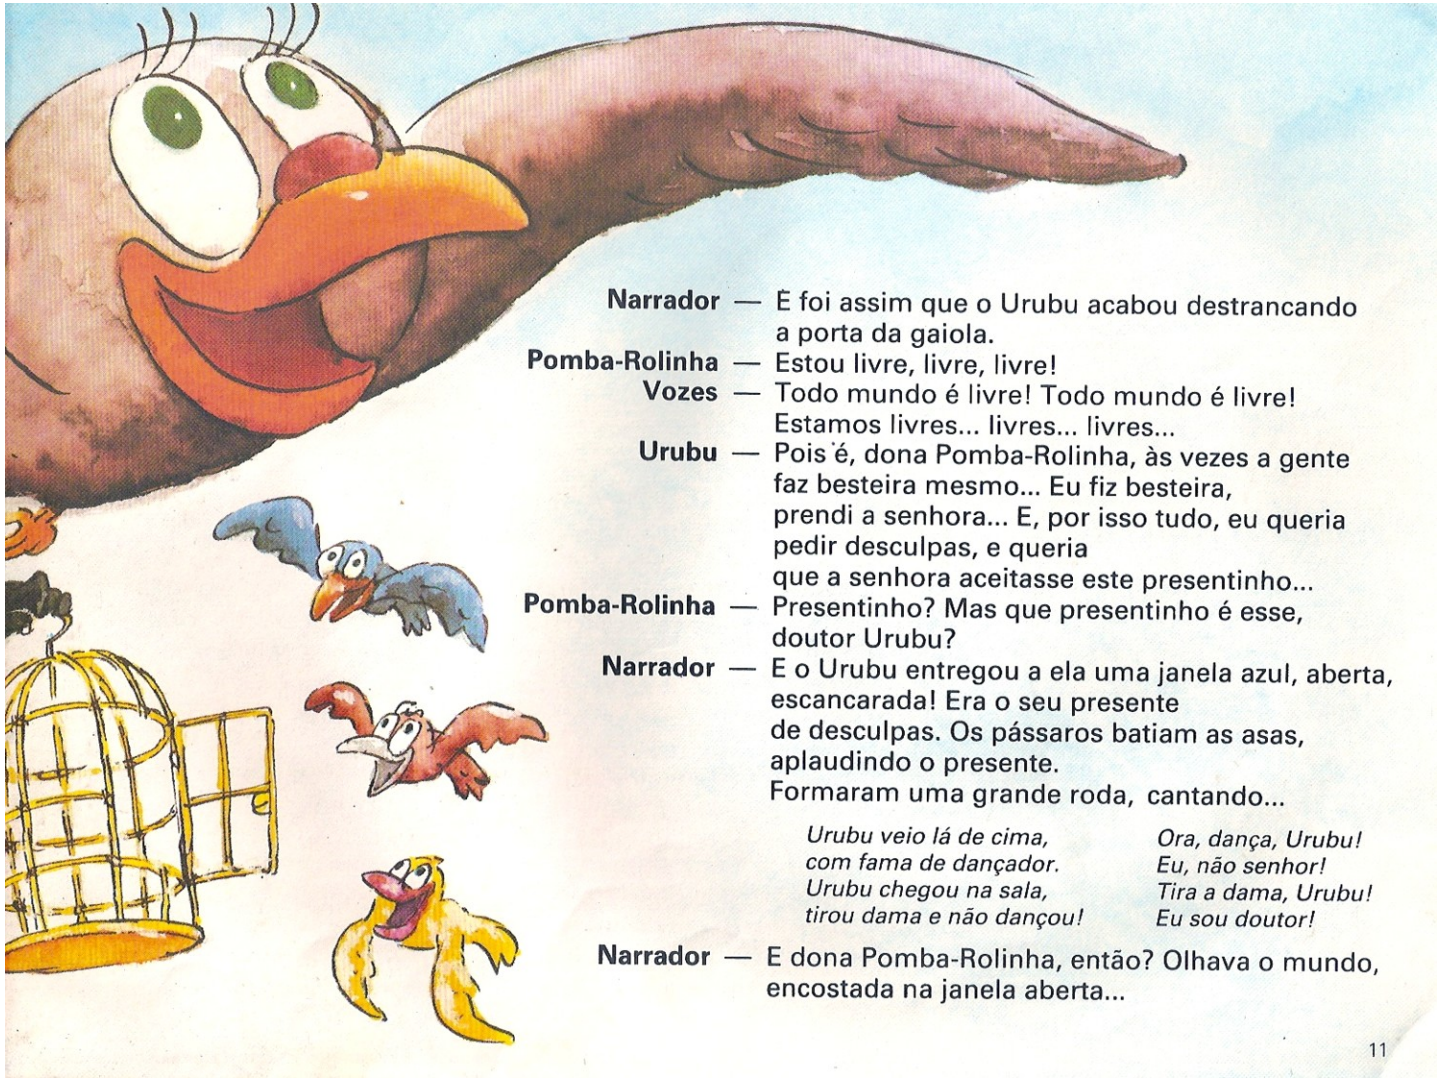 Narrador — E foi assim que o Urubu acabou destrancando
a porta da gaiola.
Pomba-Rolinha — Estou livre, livre, livre!
Vozes — Todo mundo é livre! Todo mundo é livre!
Estamos livres... livres... livres...
Urubu — Pois é, dona Pomba-Rolinha, às vezes a gente
faz besteira mesmo... Eu fiz besteira,
prendi a senhora... E, por isso tudo, eu queria
pedir desculpas, e queria
que a senhora aceitasse este presentinho...
Pomba-Rolinha — Presentinho? Mas que presentinho é esse,
doutor Urubu?
Narrador — E o Urubu entregou a ela uma janela azul, aberta,
escancarada! Era o seu presente
de desculpas. Os pássaros batiam as asas,
aplaudindo o presente.
Formaram uma grande roda, cantando...
Urubu veio lá de cima,
com fama de dançador.
Urubu chegou na sala,
tirou dama e não dançou!
Ora, dança, Urubu!
Eu, não senhor!
Tira a dama, Urubu!
Eu sou doutor!
Narrador — E dona Pomba-Rolinha, então? Olhava o mundo,
encostada na janela aberta...
11